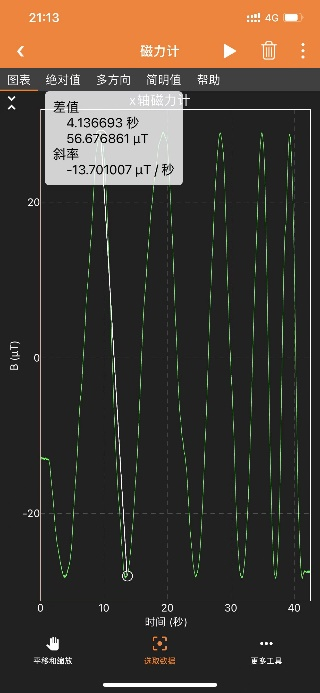 21:13
4G
磁力计
图表 绝对值 多方向 简明值 帮助
x轴磁力计
差值
4.136693 秒
56.676861 μT
斜率
-13.701007 μT / 秒
20
0
-20
B (μT)
0 10 20 30 40
时间 (秒)
平移和缩放 选取数据 更多工具